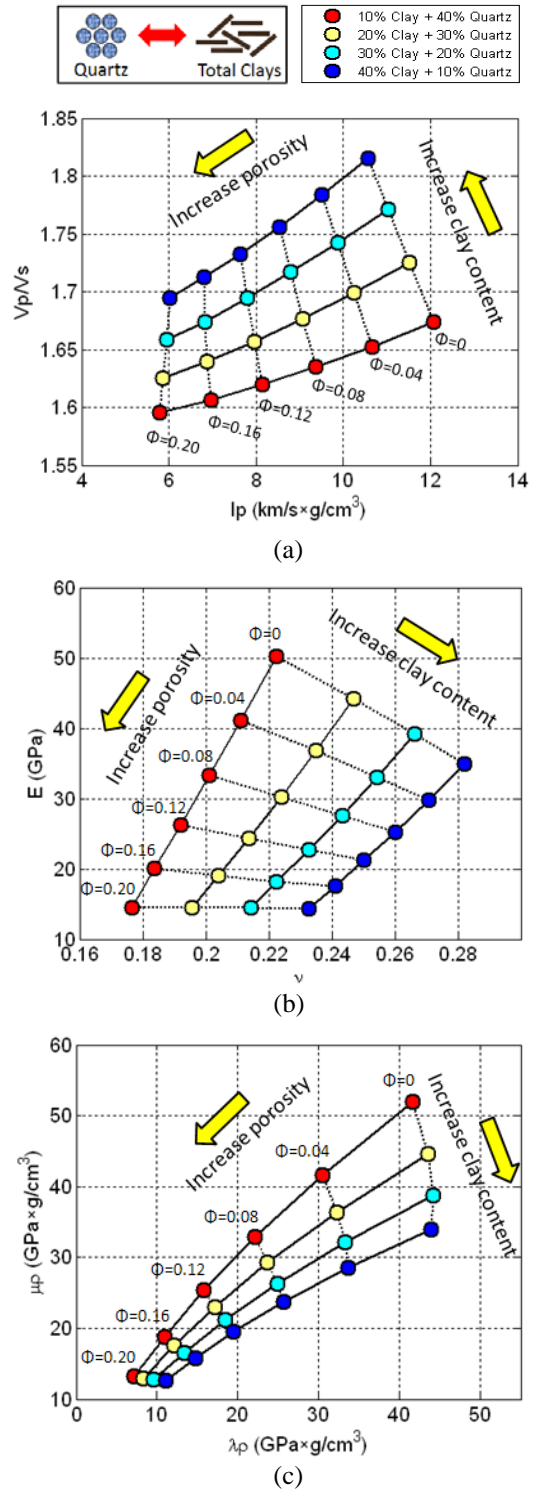 Quartz
Total Clays
10% Clay + 40% Quartz
20% Clay + 30% Quartz
30% Clay + 20% Quartz
40% Clay + 10% Quartz
1.85
1.8
1.75
1.7
1.65
1.6
1.55
Vp/Vs
Increase porosity
Increase clay content
Φ=0
Φ=0.04
Φ=0.08
Φ=0.12
Φ=0.16
Φ=0.20
4 6 8 10 12 14
Ip (km/s×g/cm³)
(a)
60
50
40
30
20
10
E (GPa)
Increase porosity
Increase clay content
Φ=0
Φ=0.04
Φ=0.08
Φ=0.12
Φ=0.16
Φ=0.20
0.16 0.18 0.2 0.22 0.24 0.26 0.28
ν
(b)
60
50
40
30
20
10
μρ (GPa×g/cm³)
Increase porosity
Increase clay content
Φ=0
Φ=0.04
Φ=0.08
Φ=0.12
Φ=0.16
Φ=0.20
0 10 20 30 40 50
λρ (GPa×g/cm³)
(c)